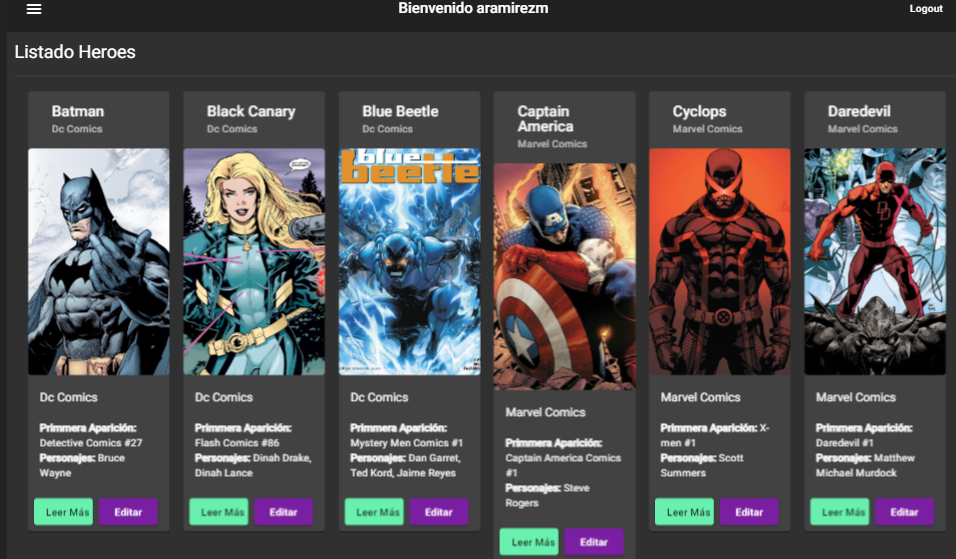 Bienvenido aramirezm
Logout
Listado Heroes
Batman
Dc Comics
Dc Comics
Primmera Aparición:
Detective Comics #27
Personajes: Bruce
Wayne
Leer Más
Editar
Black Canary
Dc Comics
Dc Comics
Primmera Aparición:
Flash Comics #86
Personajes: Dinah Drake,
Dinah Lance
Leer Más
Editar
Blue Beetle
Dc Comics
blue
beetle
Dc Comics
Primmera Aparición:
Mystery Men Comics #1
Personajes: Dan Garret,
Ted Kord, Jaime Reyes
Leer Más
Editar
Captain
America
Marvel Comics
Marvel Comics
Primmera Aparición:
Captain America Comics
#1
Personajes: Steve
Rogers
Leer Más
Editar
Cyclops
Marvel Comics
Marvel Comics
Primmera Aparición: X-
men #1
Personajes: Scott
Summers
Leer Más
Editar
Daredevil
Marvel Comics
DD
Marvel Comics
Primmera Aparición:
Daredevil #1
Personajes: Matthew
Michael Murdock
Leer Más
Editar